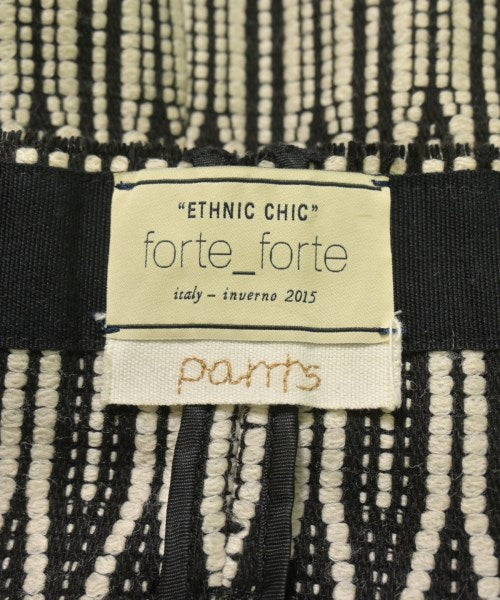 "ETHNIC CHIC"
forte_forte
italy – inverno 2015
pants